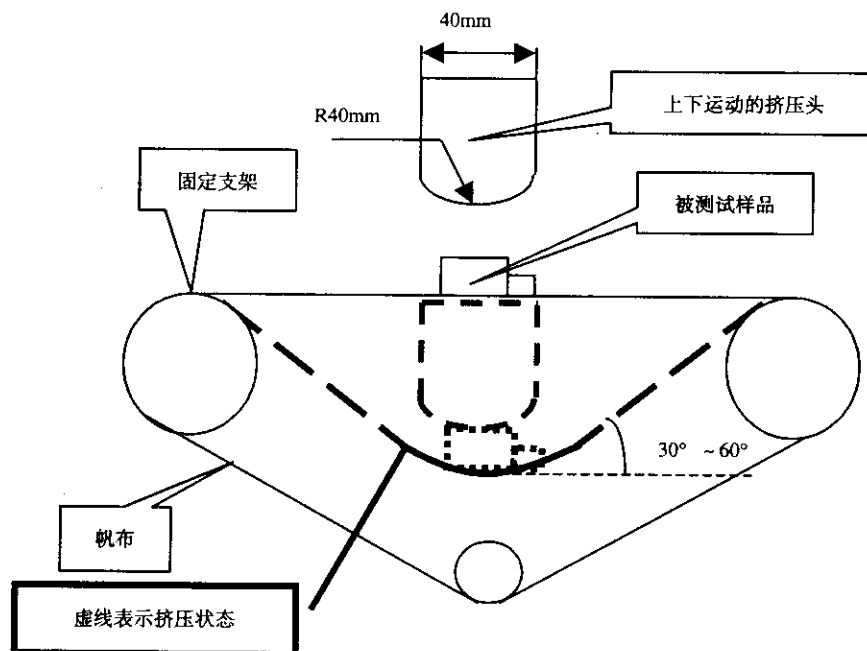 40mm
上下运动的挤压头
R40mm
固定支架
被测试样品
30° ~60°
帆布
虚线表示挤压状态